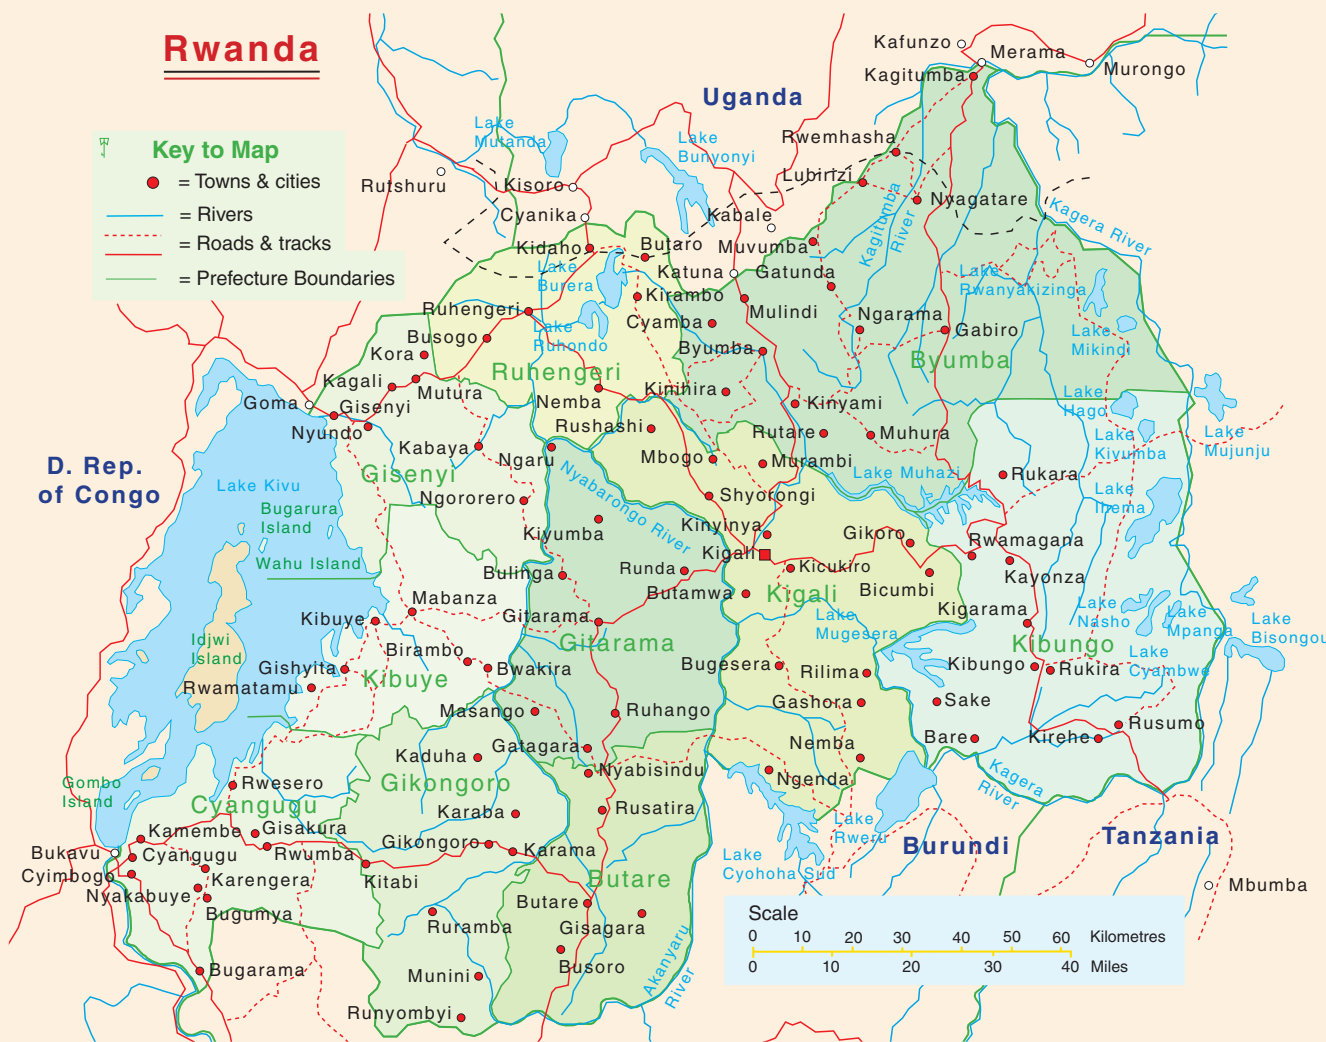 Rwanda
Key to Map
= Towns & cities
= Rivers
= Roads & tracks
= Prefecture Boundaries
Kafunzo
Merama
Murongo
Kagitumba
Uganda
Lake
Mutanda
Lake
Bunyonyi
Rwemhasha
Lubirizi
Rutshuru
Kisoro
Cyanika
Kabale
Nyagatare
Kagitumba
River
Kagera River
Kidaho
Butaro
Muvumba
Lake
Burera
Katuna
Gatunda
Lake
Rwanyakizinga
Kirambo
Mulindi
Ruhengeri
Cyamba
Ngarama
Gabiro
Lake
Mikindi
Busogo
Lake
Ruhondo
Kora
Byumba
Byumba
Ruhengeri
Kagali
Mutura
Kinihira
Lake
Hago
Goma
Gisenyi
Nemba
Kinyami
Nyundo
Rushashi
Rutare
Muhura
Lake
Kivumba
Lake
Mujunju
Kabaya
Ngaru
Mbogo
Murambi
D. Rep.
of Congo
Gisenyi
Lake Muhazi
Rukara
Lake Kivu
Nyabarongo River
Ngororero
Shyorongi
Lake
Ihema
Bugarura
Island
Kiyumba
Kinyinya
Gikoro
Rwamagana
Wahu Island
Kigali
Bulinga
Runda
Kicukiro
Kayonza
Butamwa
Kigali
Bicumbi
Mabanza
Kibuye
Gitarama
Lake
Mugesera
Kigarama
Lake
Nasho
Lake
Mpanga
Lake
Bisongou
Idjwi
Island
Birambo
Gitarama
Kibungo
Gishyita
Bwakira
Bugesera
Rilima
Kibungo
Rukira
Lake
Cyambwe
Rwamatamu
Kibuye
Masango
Ruhango
Gashora
Sake
Gatagara
Nemba
Bare
Kirehe
Rusumo
Kaduha
Nyabisindu
Ngenda
Kagera
River
Gombo
Island
Rwesero
Gikongoro
Cyangugu
Karaba
Rusatira
Kamembe
Gisakura
Lake
Rweru
Burundi
Tanzania
Bukavu
Cyangugu
Rwumba
Gikongoro
Karama
Lake
Cyohoha Sud
Cyimbogo
Karengera
Kitabi
Butare
Mbumba
Nyakabuye
Bugumya
Butare
Ruramba
Gisagara
Scale
0 10 20 30 40 50 60 Kilometres
0 10 20 30 40 Miles
Bugarama
Munini
Busoro
Akanyaru
River
Runyombyi